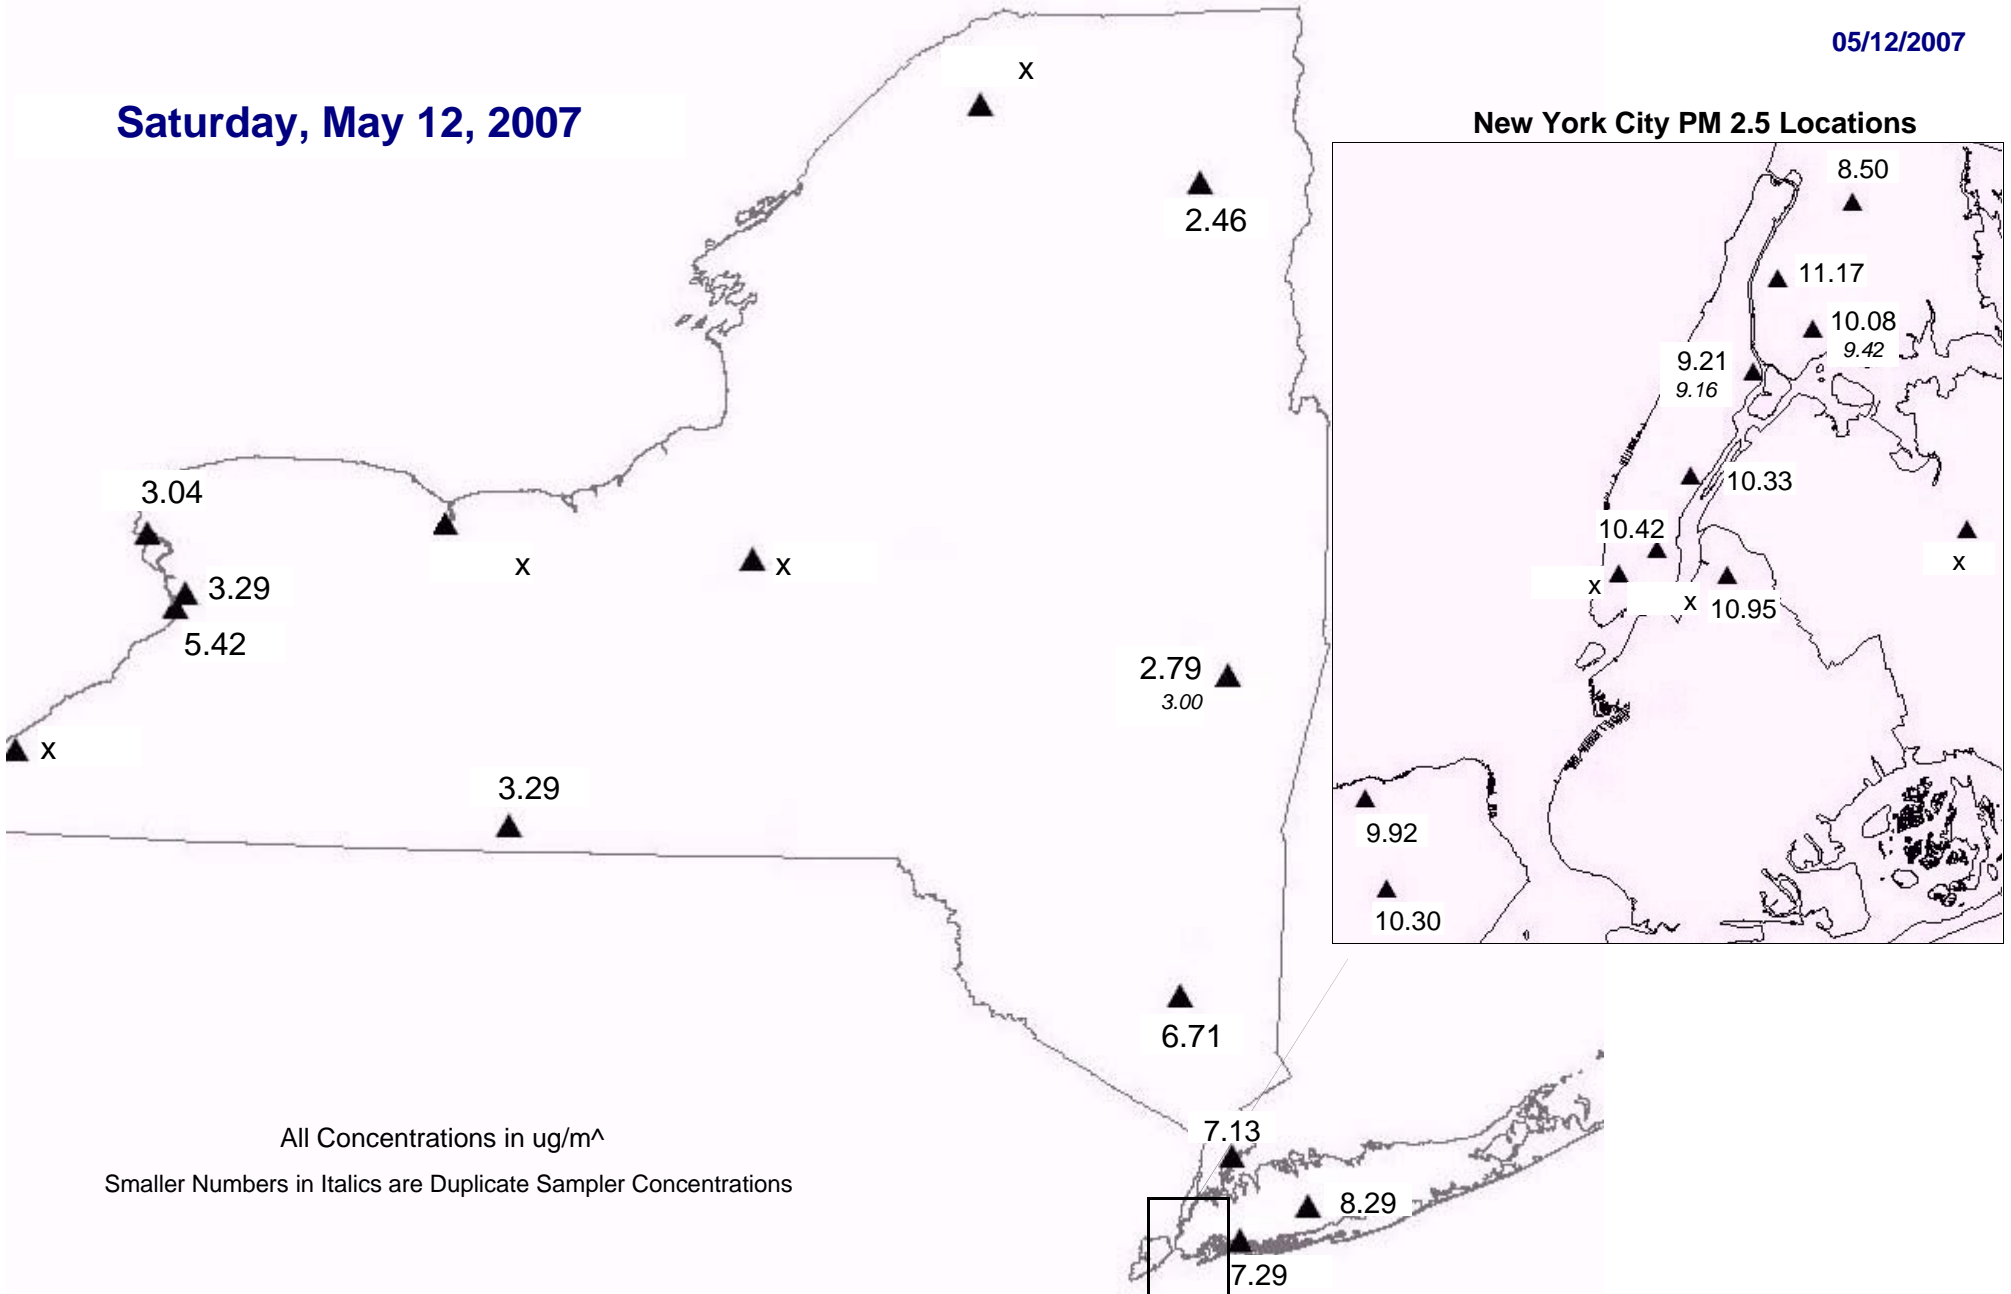 05/12/2007
Saturday, May 12, 2007
New York City PM 2.5 Locations
x
2.46
3.04
x
x
3.29
5.42
2.79
3.00
x
3.29
6.71
7.13
8.29
7.29
8.50
11.17
10.08
9.42
9.21
9.16
10.33
10.42
x
x
x
10.95
9.92
10.30
All Concentrations in ug/m^
Smaller Numbers in Italics are Duplicate Sampler Concentrations